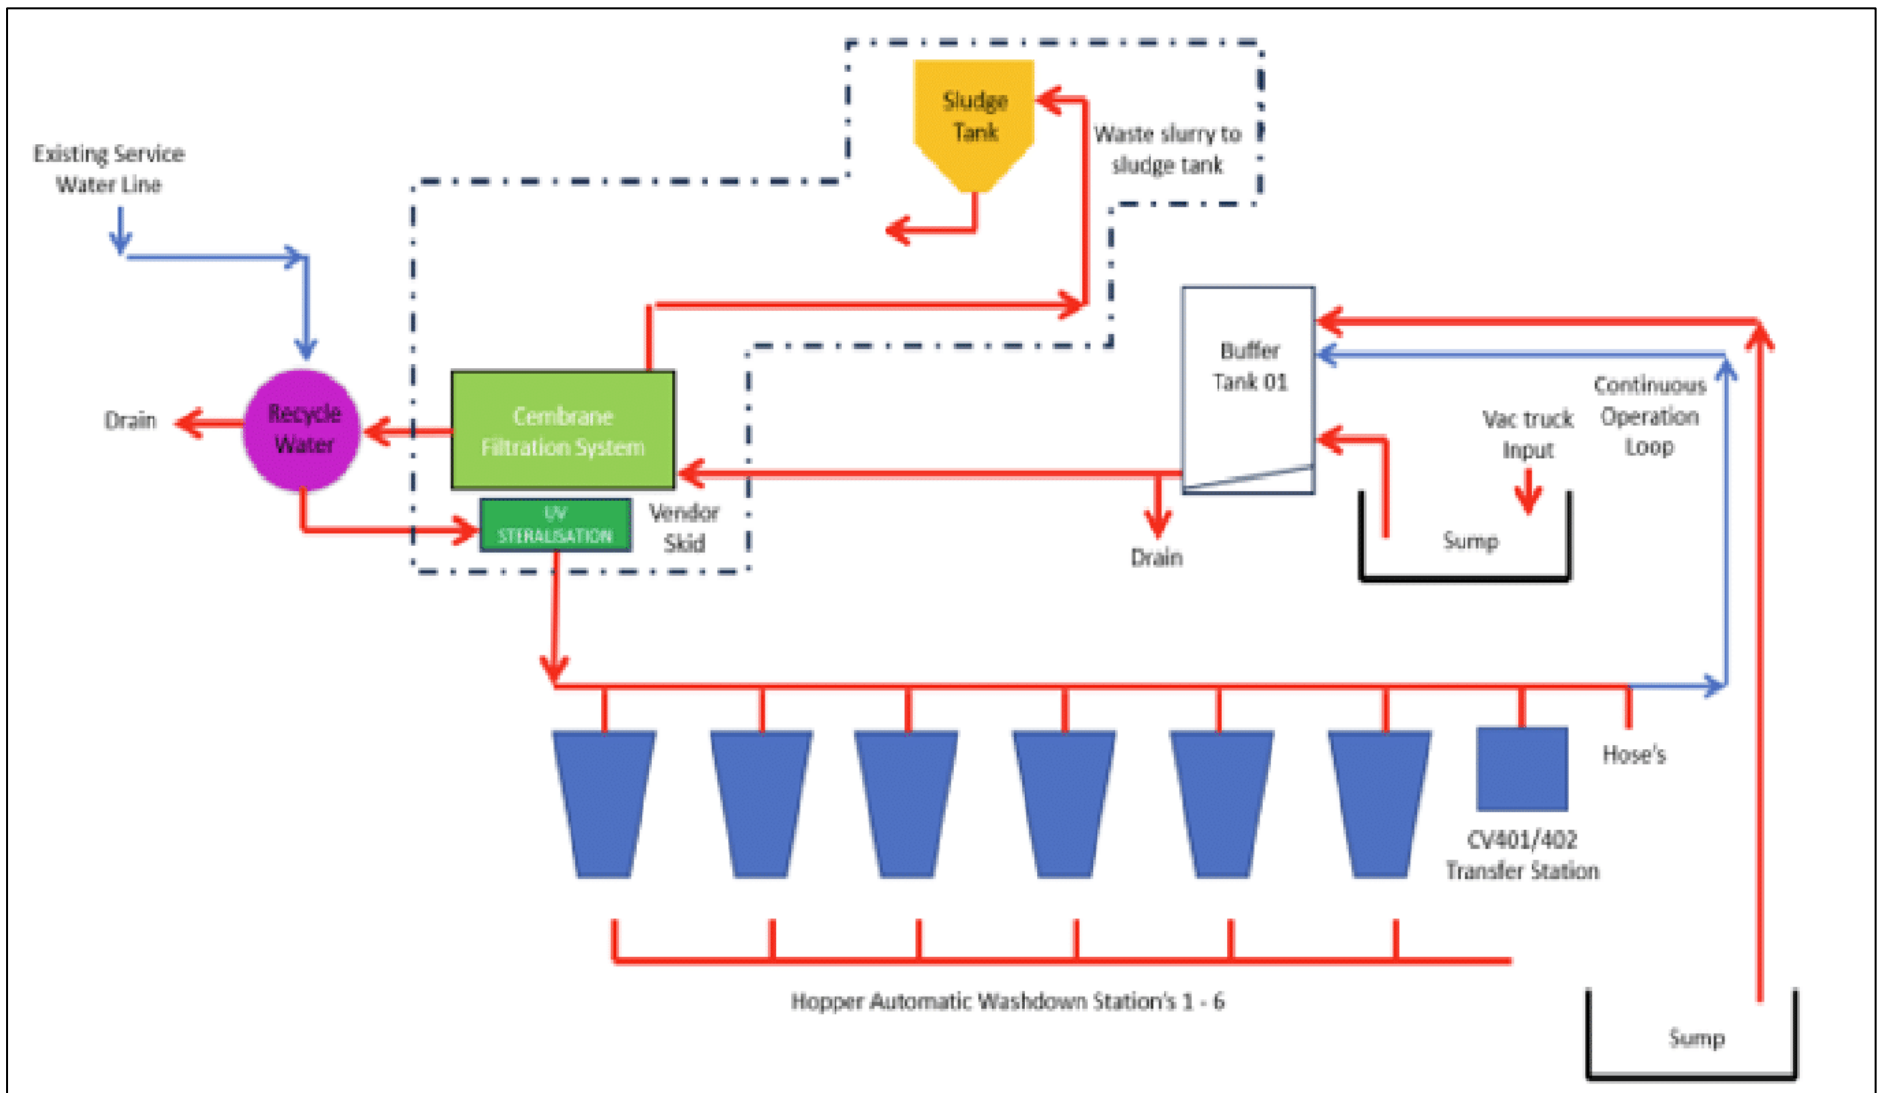 Sludge
Tank
Waste slurry to
sludge tank
Existing Service
Water Line
Buffer
Tank 01
Continuous
Operation
Loop
Vac truck
Input
Drain
Recycle
Water
Cembrane
Filtration System
UV
STERALISATION
Vendor
Skid
Drain
Sump
Hose's
CV401/402
Transfer Station
Hopper Automatic Washdown Station's 1 - 6
Sump